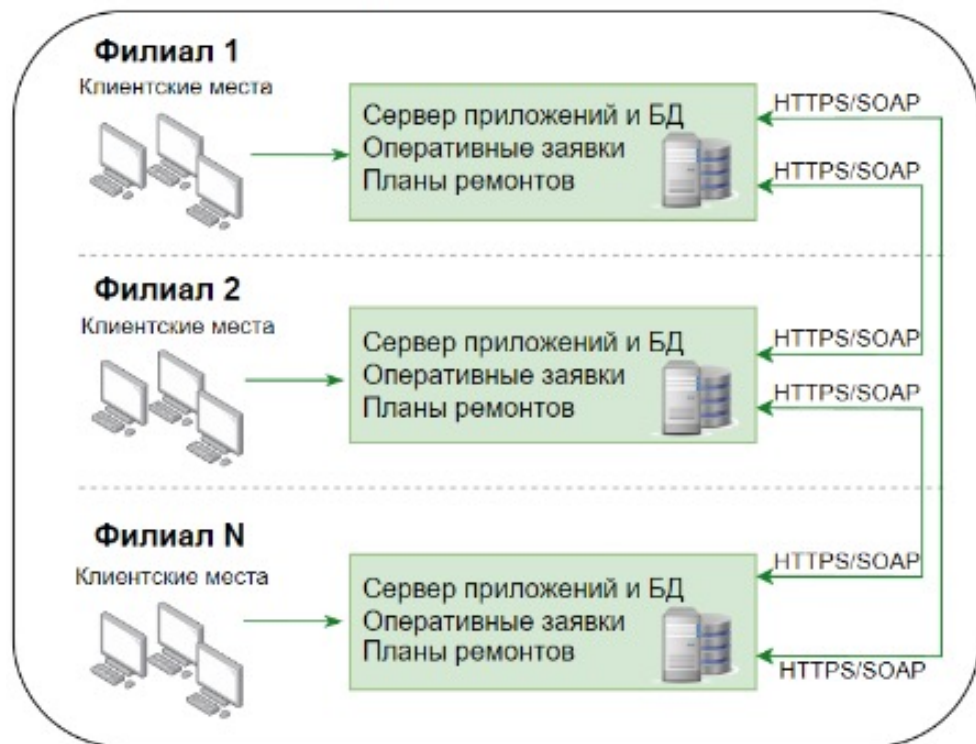 Филиал 1
Клиентские места
Сервер приложений и БД
Оперативные заявки
Планы ремонтов
HTTPS/SOAP
HTTPS/SOAP
Филиал 2
Клиентские места
Сервер приложений и БД
Оперативные заявки
Планы ремонтов
HTTPS/SOAP
HTTPS/SOAP
Филиал N
Клиентские места
Сервер приложений и БД
Оперативные заявки
Планы ремонтов
HTTPS/SOAP
HTTPS/SOAP